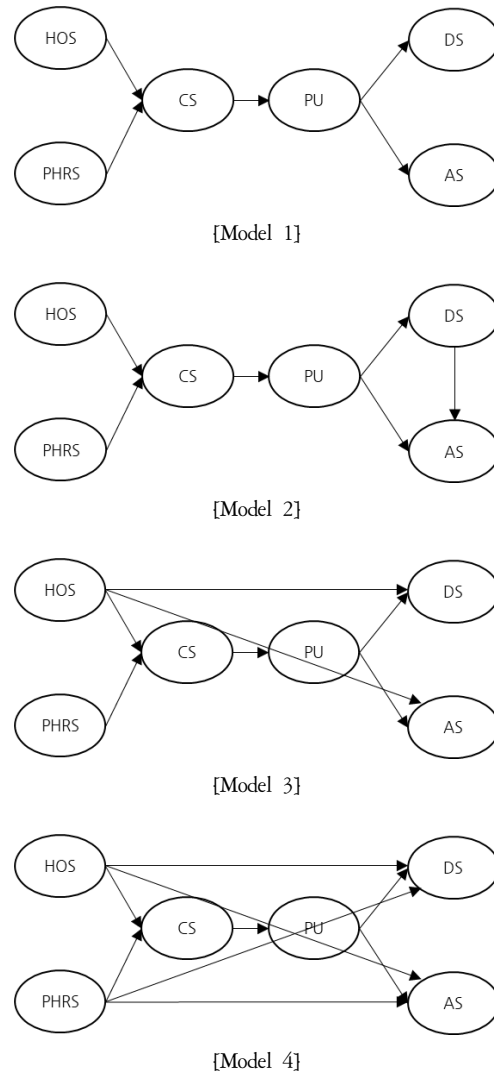 HOS
DS
CS
PU
PHRS
AS
{Model 1}
HOS
DS
CS
PU
PHRS
AS
{Model 2}
HOS
DS
CS
PU
PHRS
AS
{Model 3}
HOS
DS
CS
PU
PHRS
AS
{Model 4}